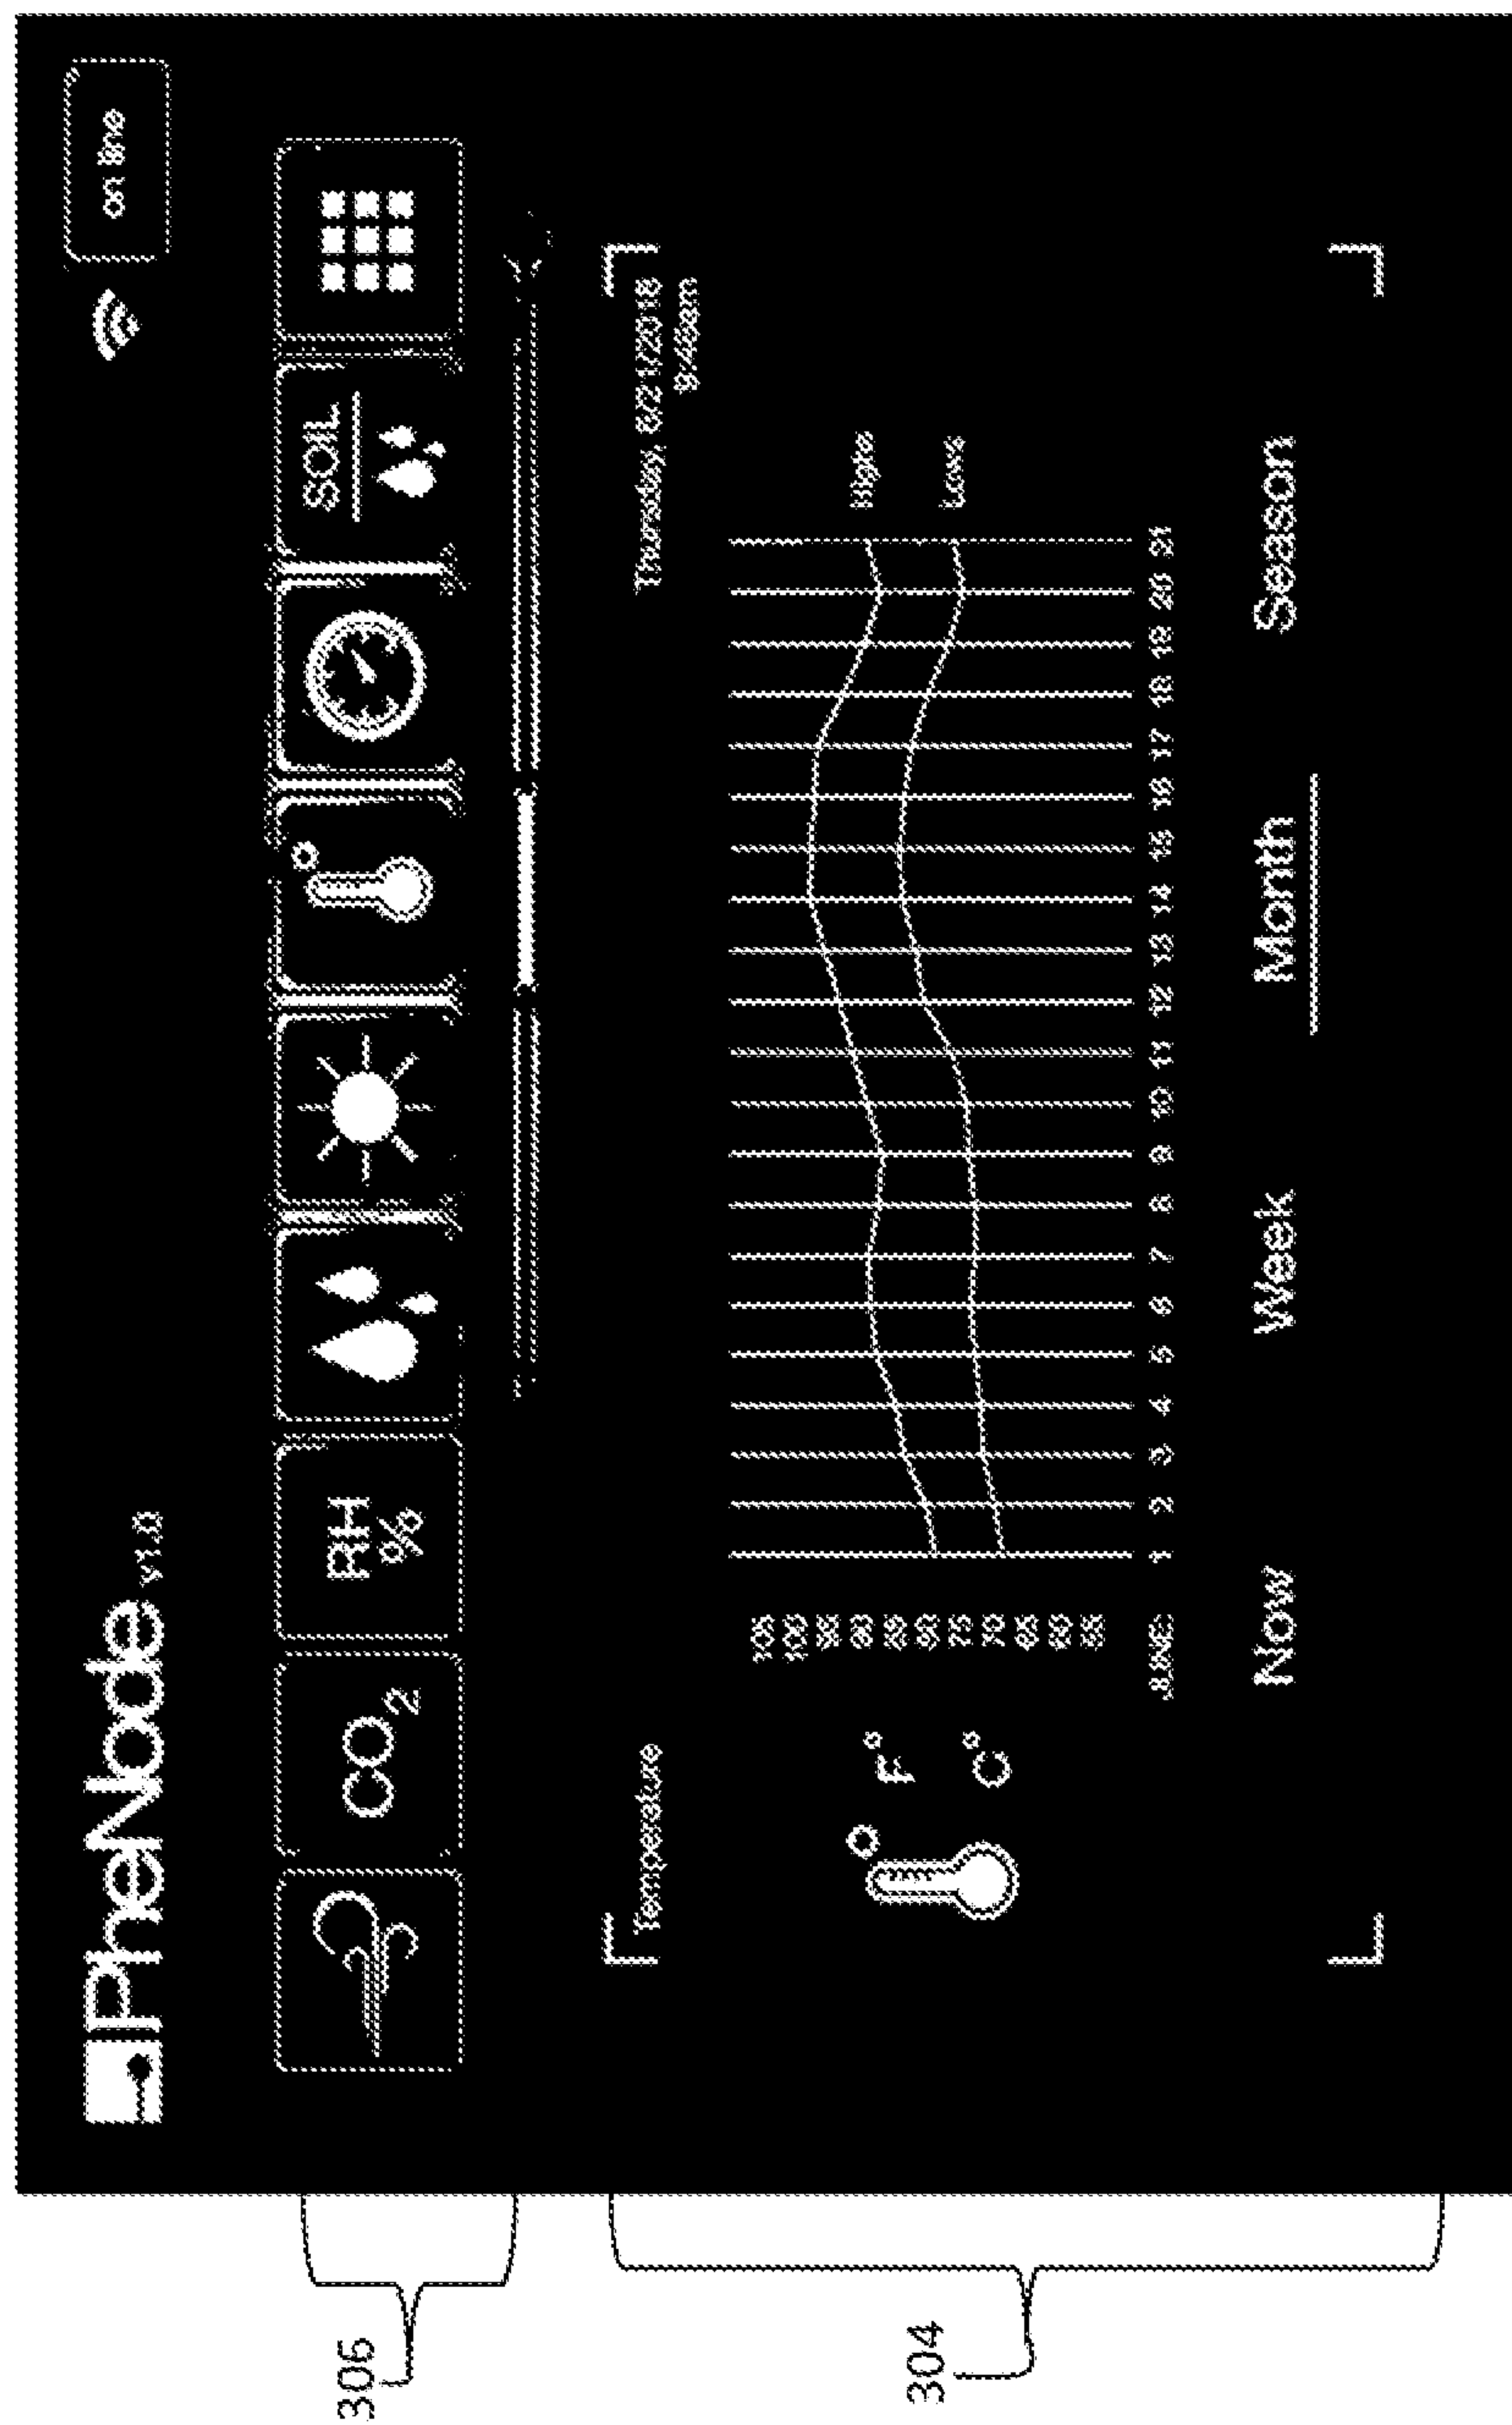 PheNode v1.0
on line
CO2
RH
%
SOIL
Temperature
Thursday, 6/21/2018
9:46am
F°
C°
105
100
95
90
85
80
75
70
65
60
55
Highs
Lows
JUNE 1 2 3 4 5 6 7 8 9 10 11 12 13 14 15 16 17 18 19 20 21
Now Week Month Season
306
304